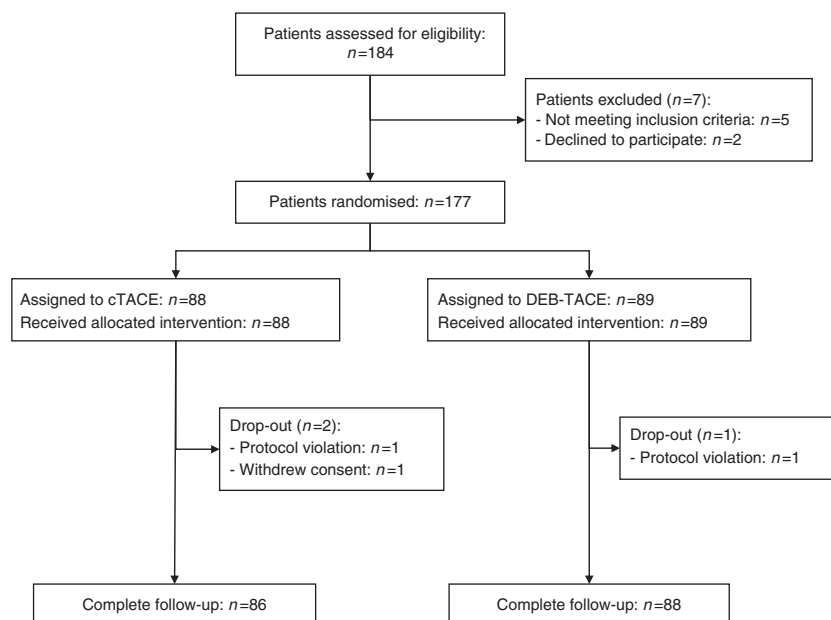 Patients assessed for eligibility:
n=184
Patients excluded (n=7):
- Not meeting inclusion criteria: n=5
- Declined to participate: n=2
Patients randomised: n=177
Assigned to cTACE: n=88
Received allocated intervention: n=88
Assigned to DEB-TACE: n=89
Received allocated intervention: n=89
Drop-out (n=2):
- Protocol violation: n=1
- Withdrew consent: n=1
Drop-out (n=1):
- Protocol violation: n=1
Complete follow-up: n=86
Complete follow-up: n=88